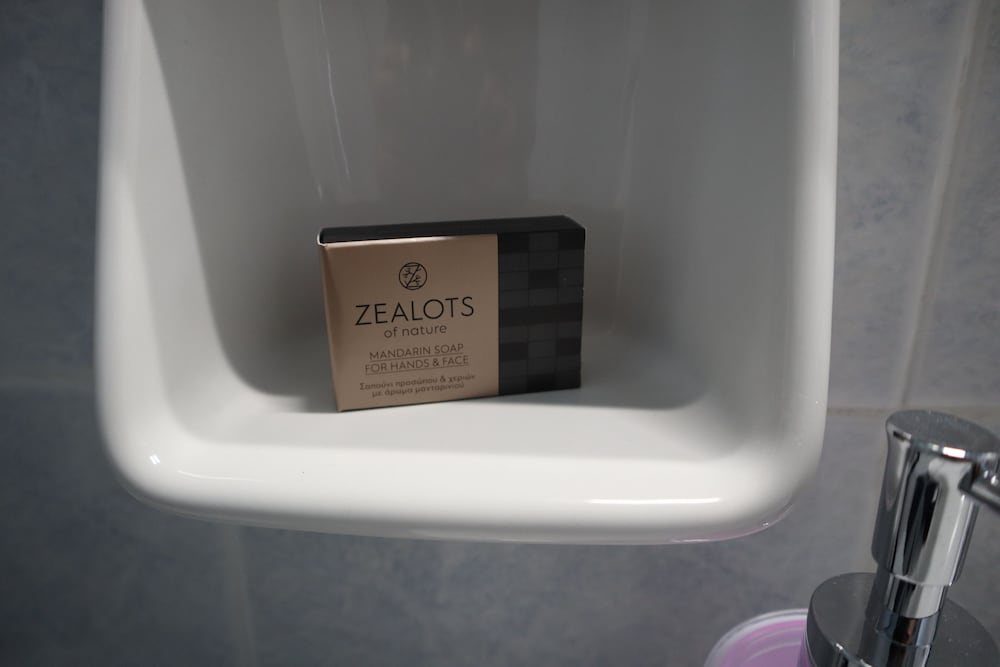 ZEALOTS
of nature
MANDARIN SOAP
FOR HANDS & FACE
Σαπούνι προσώπου & χεριών
με άρωμα μανταρινιού